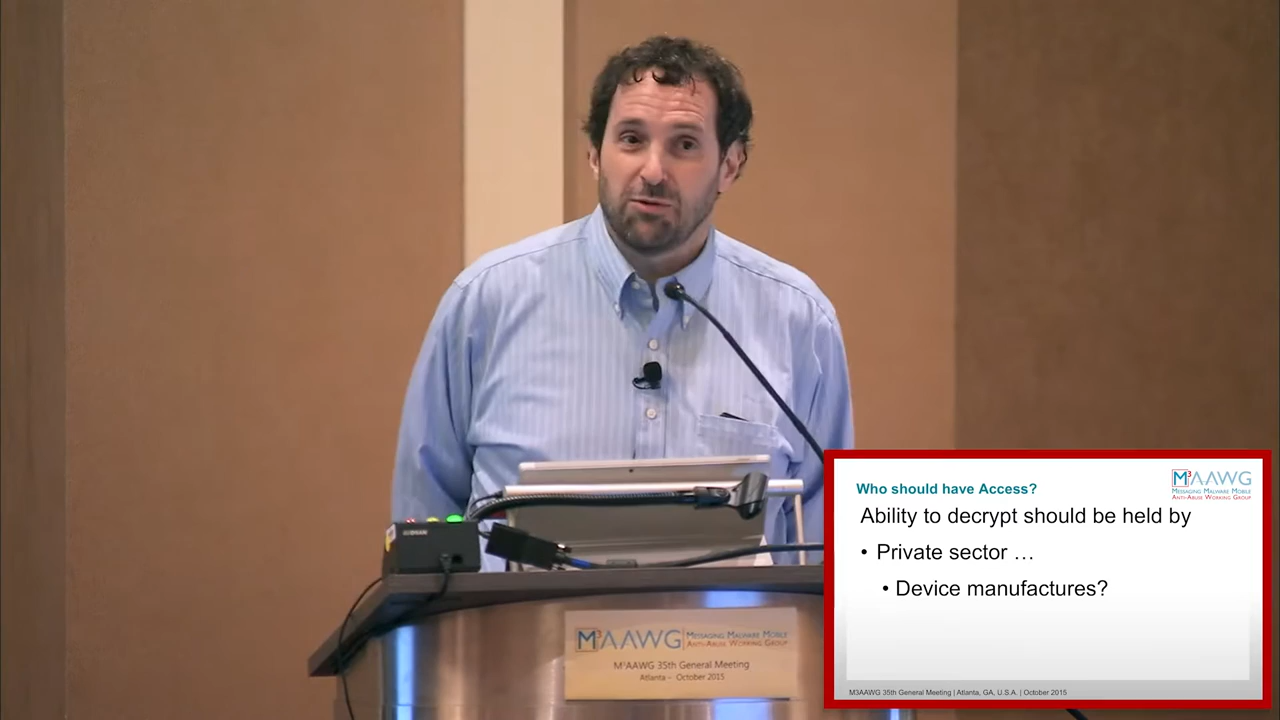 M3AAWG
MESSAGING MALWARE MOBILE
ANTI-ABUSE WORKING GROUP
Who should have Access?
Ability to decrypt should be held by
• Private sector …
• Device manufactures?
M3AAWG 35th General Meeting | Atlanta, GA, U.S.A. | October 2015
M3AAWG
MESSAGING MALWARE MOBILE
ANTI-ABUSE WORKING GROUP
M3AAWG 35th General Meeting
Atlanta – October 2015